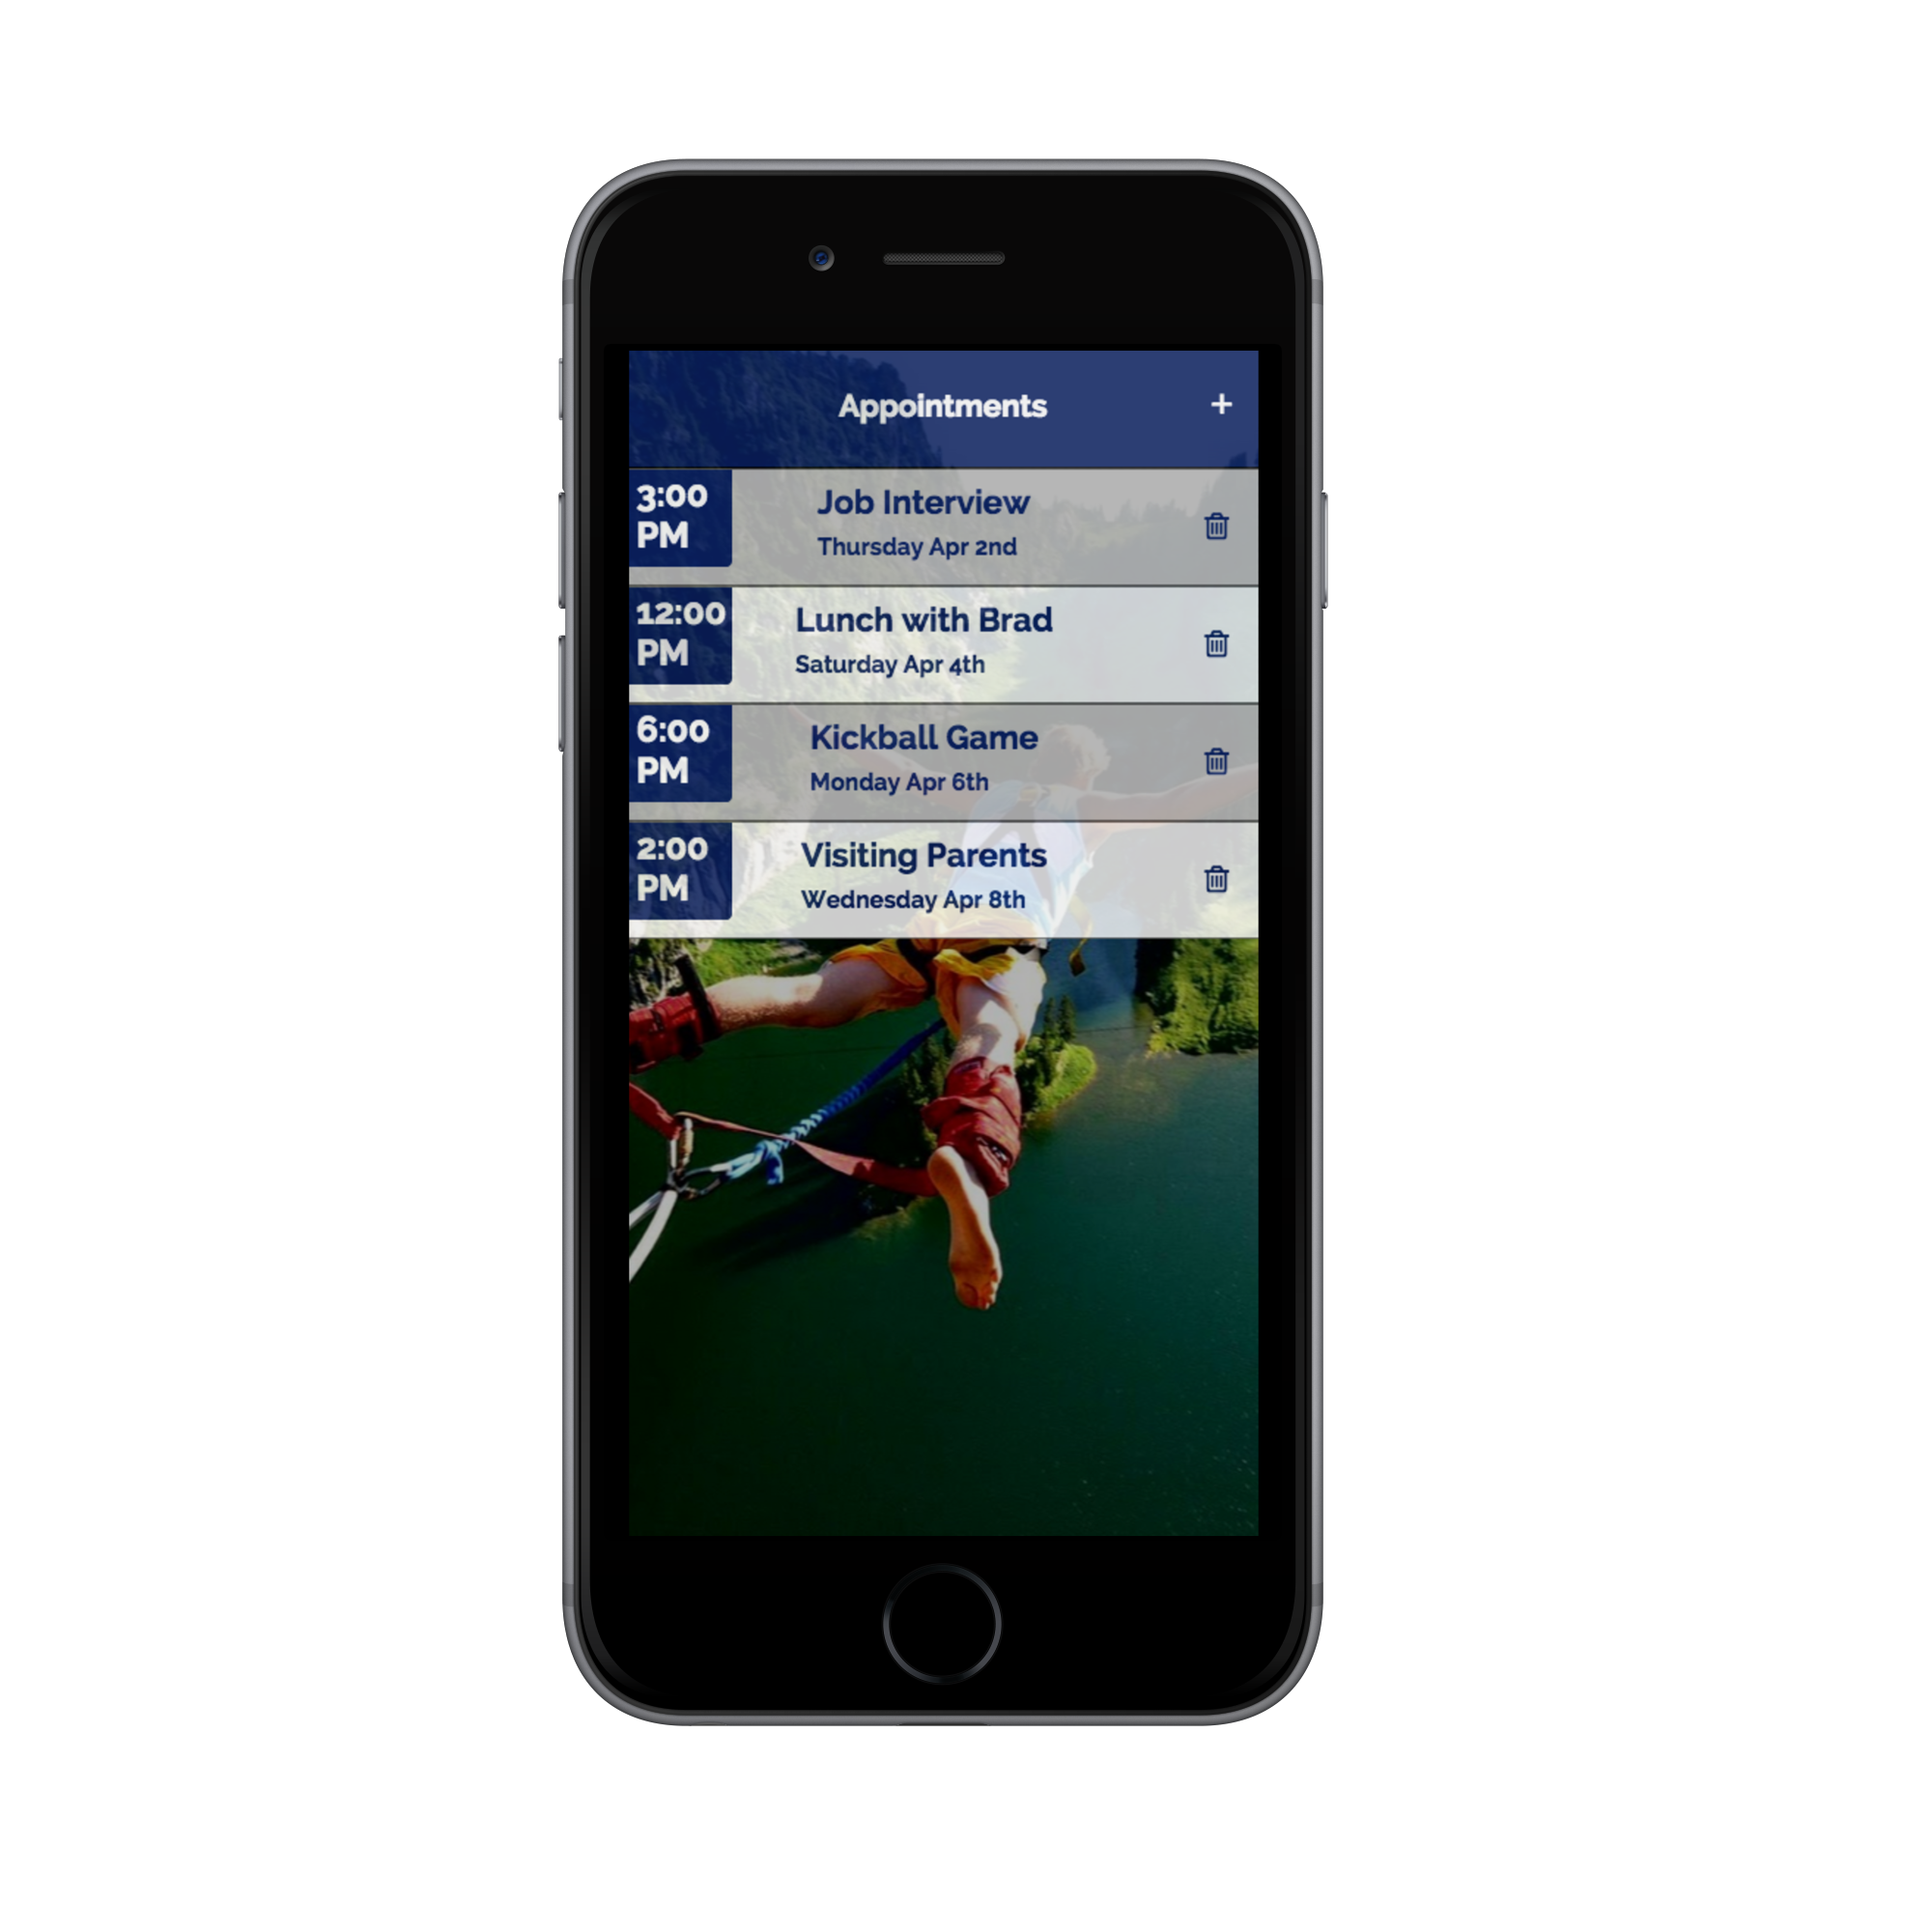 Appointments +
3:00
PM
Job Interview
Thursday Apr 2nd
12:00
PM
Lunch with Brad
Saturday Apr 4th
6:00
PM
Kickball Game
Monday Apr 6th
2:00
PM
Visiting Parents
Wednesday Apr 8th